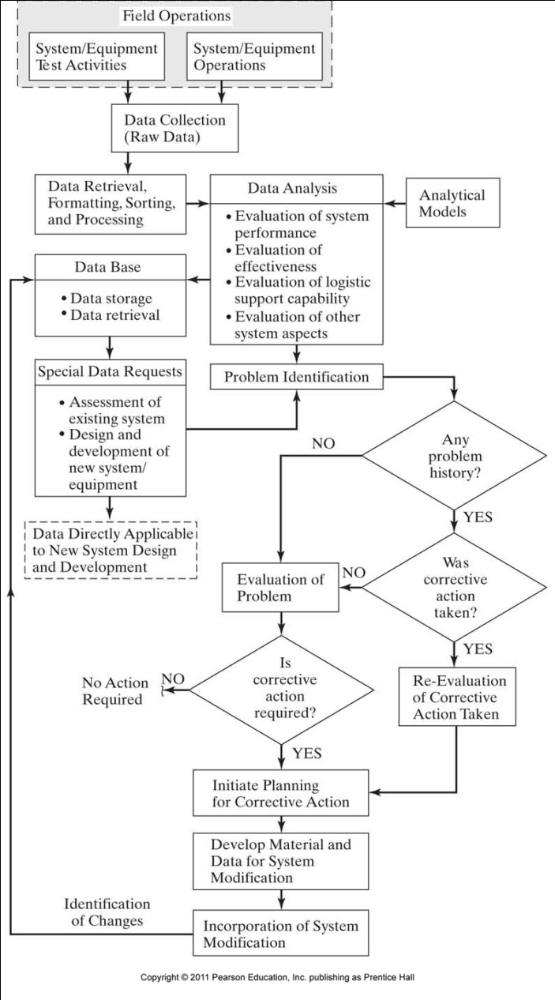 Field Operations
System/Equipment
Test Activities
System/Equipment
Operations
Data Collection
(Raw Data)
Data Retrieval,
Formatting, Sorting,
and Processing
Data Analysis
• Evaluation of system
performance
• Evaluation of
effectiveness
• Evaluation of logistic
support capability
• Evaluation of other
system aspects
Analytical
Models
Data Base
• Data storage
• Data retrieval
Special Data Requests
• Assessment of
existing system
• Design and
development of
new system/
equipment
Problem Identification
Any
problem
history?
NO
YES
Data Directly Applicable
to New System Design
and Development
Was
corrective
action
taken?
NO
YES
Evaluation of
Problem
Is
corrective
action
required?
NO
No Action
Required
YES
Re-Evaluation
of Corrective
Action Taken
Initiate Planning
for Corrective Action
Develop Material and
Data for System
Modification
Identification
of Changes
Incorporation of System
Modification
Copyright © 2011 Pearson Education, Inc. publishing as Prentice Hall